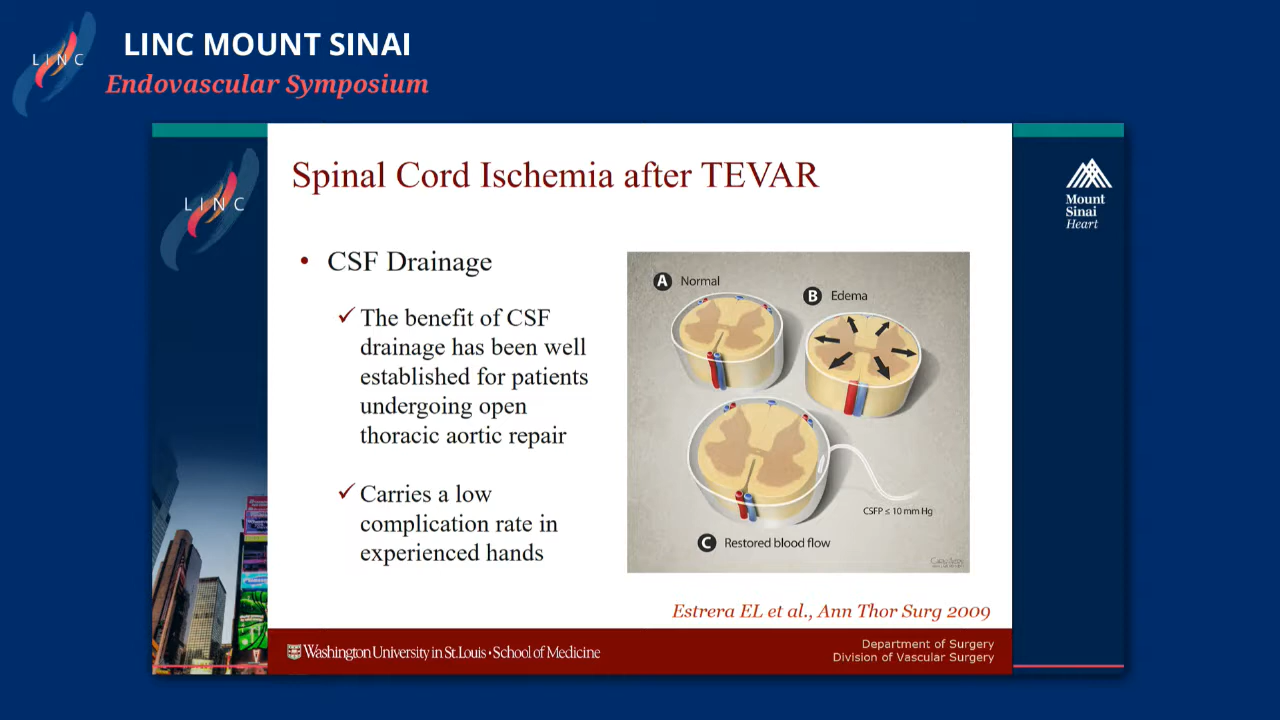 LINC MOUNT SINAI
Endovascular Symposium
LINC
LINC
Mount
Sinai
Heart
Spinal Cord Ischemia after TEVAR
• CSF Drainage
✓ The benefit of CSF
drainage has been well
established for patients
undergoing open
thoracic aortic repair
✓ Carries a low
complication rate in
experienced hands
A Normal
B Edema
CSFP ≤ 10 mm Hg
C Restored blood flow
Estrera EL et al., Ann Thor Surg 2009
Washington University in St. Louis • School of Medicine
Department of Surgery
Division of Vascular Surgery